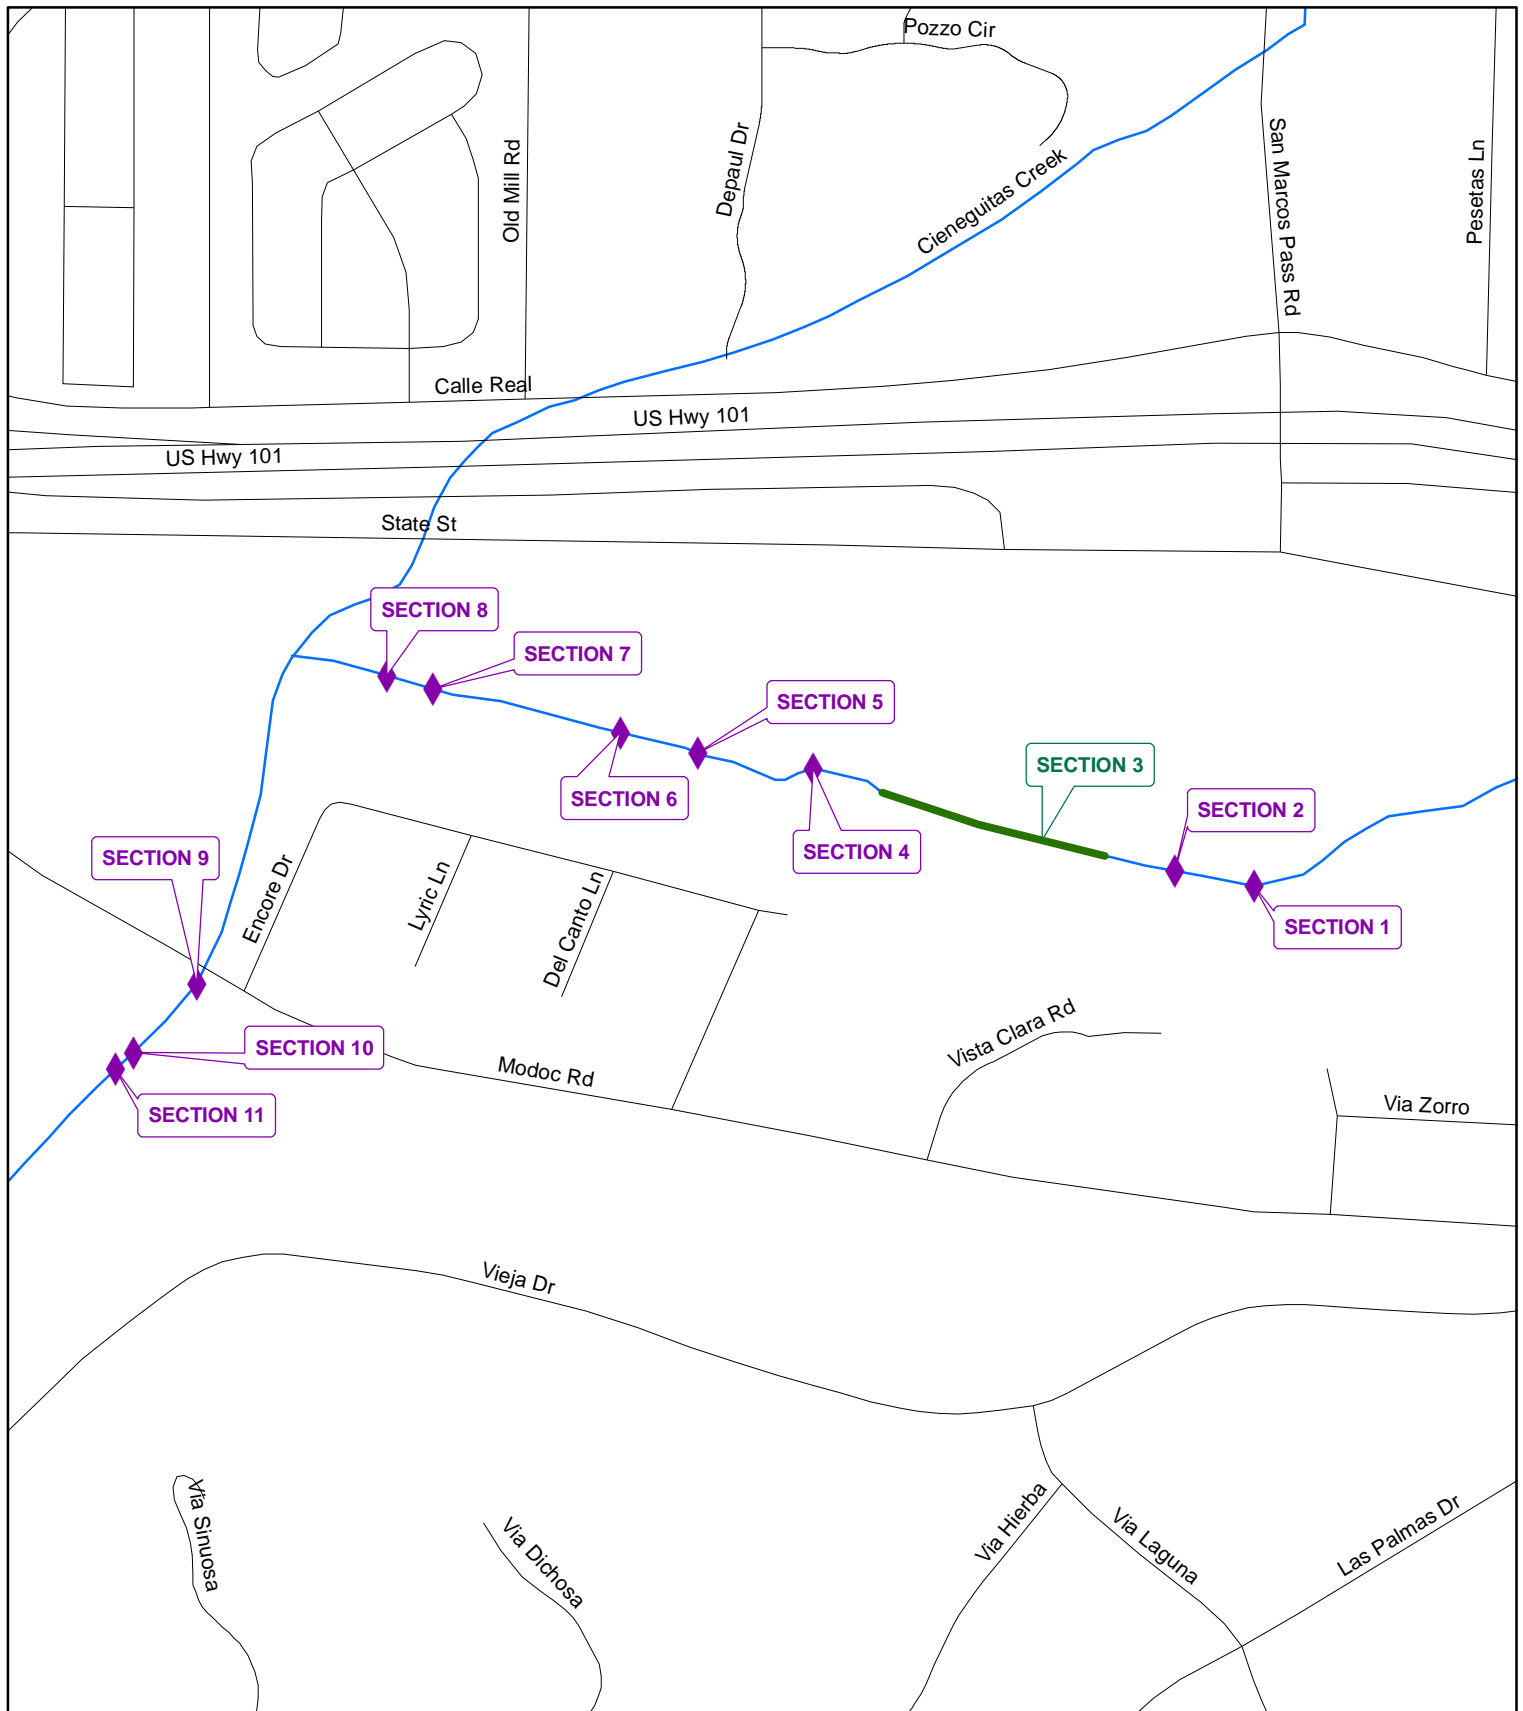 Pozzo Cir
Depaul Dr
Old Mill Rd
Cieneguitas Creek
San Marcos Pass Rd
Pesetas Ln
Calle Real
US Hwy 101
US Hwy 101
State St
SECTION 8
SECTION 7
SECTION 5
SECTION 6
SECTION 3
SECTION 2
SECTION 4
SECTION 9
SECTION 1
Encore Dr
Lyric Ln
Del Canto Ln
SECTION 10
Vista Clara Rd
Modoc Rd
SECTION 11
Via Zorro
Vieja Dr
Via Sinuosa
Via Dichosa
Via Hierba
Via Laguna
Las Palmas Dr